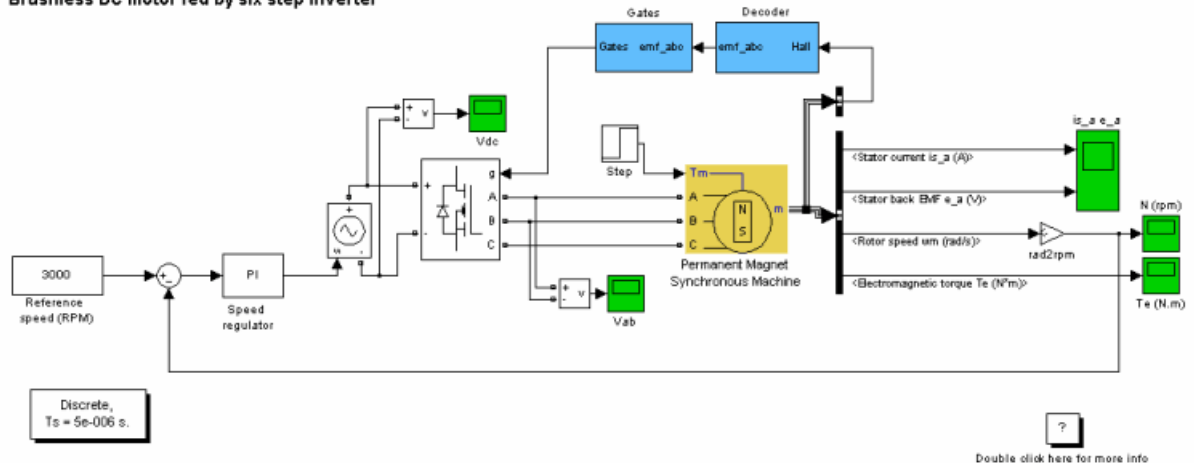 Brushless DC motor fed by six step inverter
Gates
Decoder
Gates emf_abc
emf_abc Hall
+
-
v
Vdc
Step
g
A
B
C
+
-
+
s
-
Tm
A
B
C
N
S
m
Permanent Magnet
Synchronous Machine
is_a e_a
<Stator current is_a (A)>
<Stator back EMF e_a (V)>
<Rotor speed wm (rad/s)>
<Electromagnetic torque Te (N*m)>
rad2rpm
N (rpm)
Te (N.m)
3000
Reference
speed (RPM)
PI
Speed
regulator
+
-
v
Vab
Discrete,
Ts = 5e-006 s.
?
Double click here for more info